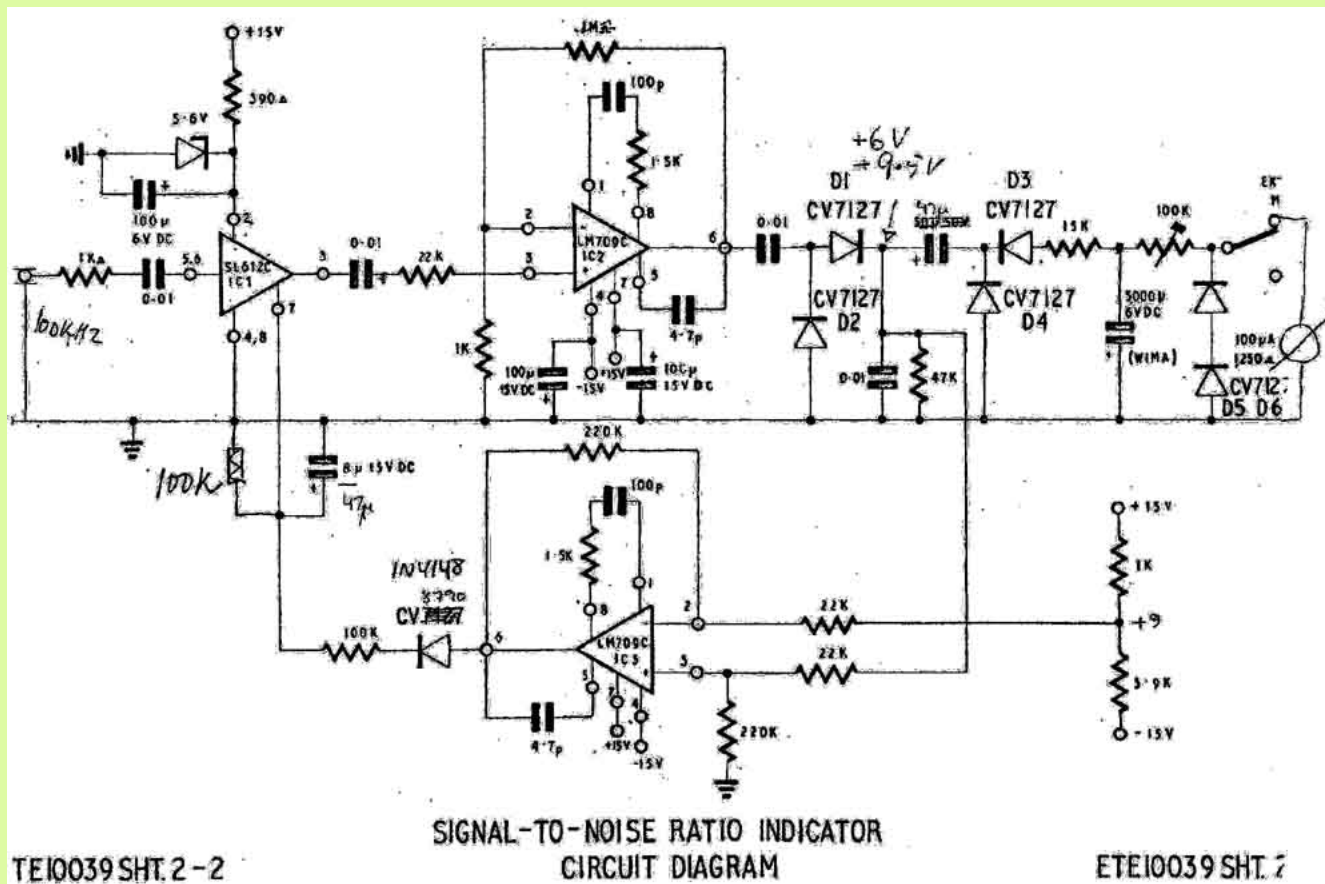 1MΩ
+15V
390Ω
100p
5·6V
1·5K
+6V
+9.5V
D1
D3
1
2
8
CV7127
CV7127
100μ
6V DC
2
47μ
15K
100K
M
LM709C
IC2
6
0·01
1KΩ
5,6
SL612C
IC1
3
0·01
22K
3
5
0·01
7
4
7
5000μ
6VDC
100KHz
4,8
4·7p
CV7127
D2
CV7127
D4
(WIMA)
100μA
1250Ω
1K
100μ
15V DC
-15V
+15V
100μ
15V DC
0·01
47K
CV712
D5 D6
220K
100K
8μ 15V DC
47μ
100p
+15V
1·5K
1K
1N4148
1
8
2
22K
+9
100K
6
LM709C
IC3
22K
3
5
7
4
3·9K
4·7p
+15V
-15V
220K
-15V
SIGNAL-TO-NOISE RATIO INDICATOR
CIRCUIT DIAGRAM
TE10039 SHT. 2-2
ETE10039 SHT.